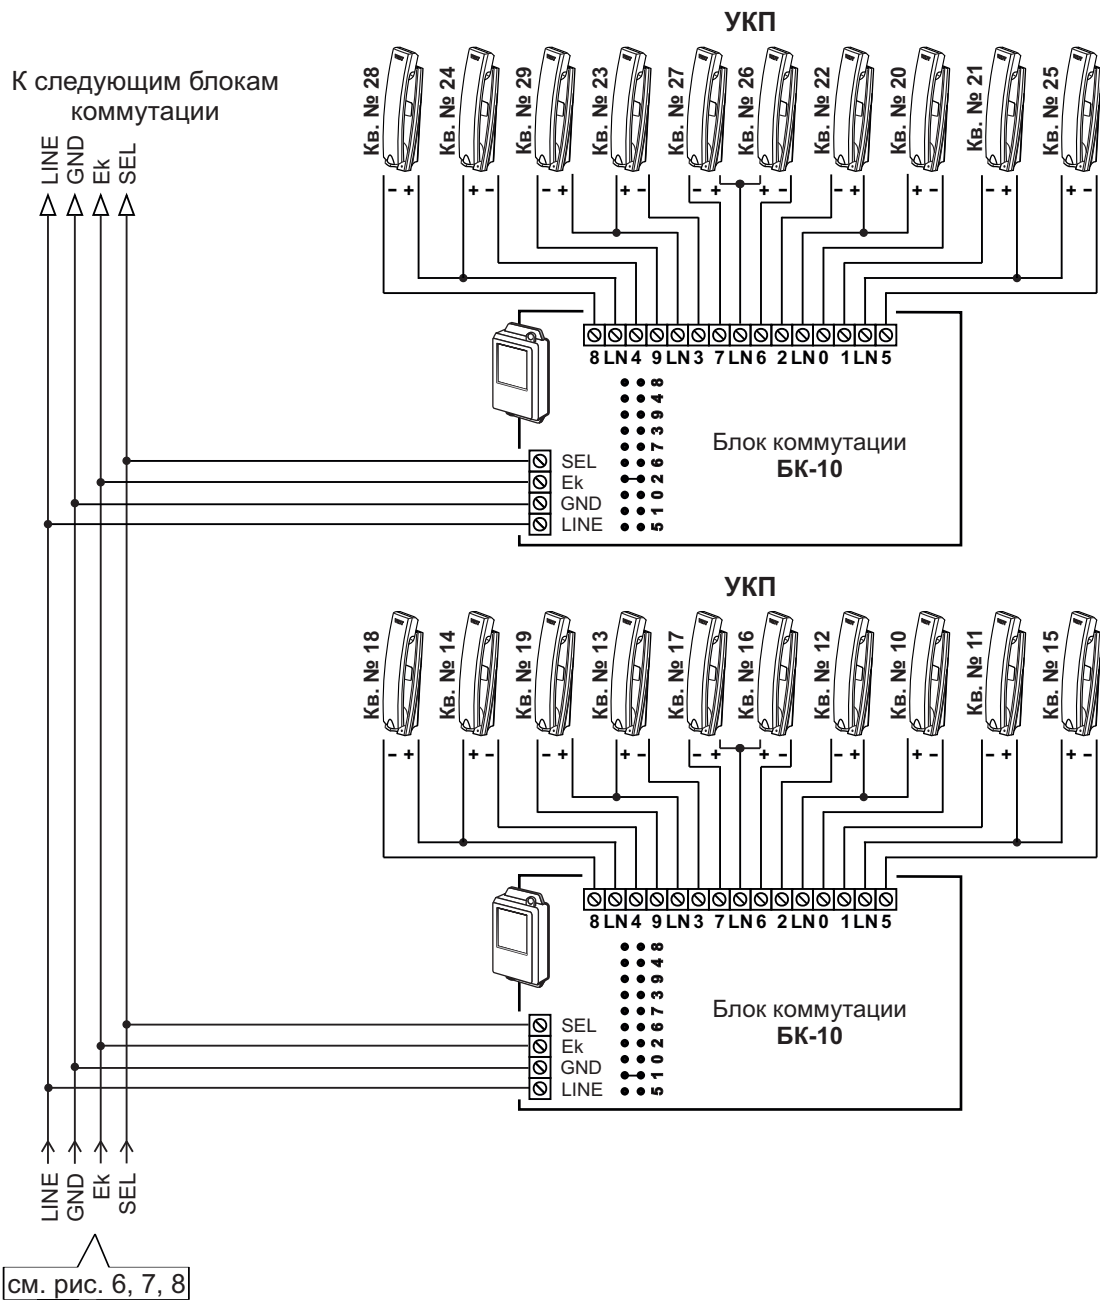 УКП
К следующим блокам
коммутации
LINE
GND
Ek
SEL
Кв. № 28
Кв. № 24
Кв. № 29
Кв. № 23
Кв. № 27
Кв. № 26
Кв. № 22
Кв. № 20
Кв. № 21
Кв. № 25
- + + - - + + - - + + - - + + - - + + -
8 LN 4 9 LN 3 7 LN 6 2 LN 0 1 LN 5
8
4
9
3
7
6
2
0
1
5
Блок коммутации
БК-10
SEL
Ek
GND
LINE
УКП
Кв. № 18
Кв. № 14
Кв. № 19
Кв. № 13
Кв. № 17
Кв. № 16
Кв. № 12
Кв. № 10
Кв. № 11
Кв. № 15
- + + - - + + - - + + - - + + - - + + -
8 LN 4 9 LN 3 7 LN 6 2 LN 0 1 LN 5
8
4
9
3
7
6
2
0
1
5
Блок коммутации
БК-10
SEL
Ek
GND
LINE
LINE
GND
Ek
SEL
см. рис. 6, 7, 8